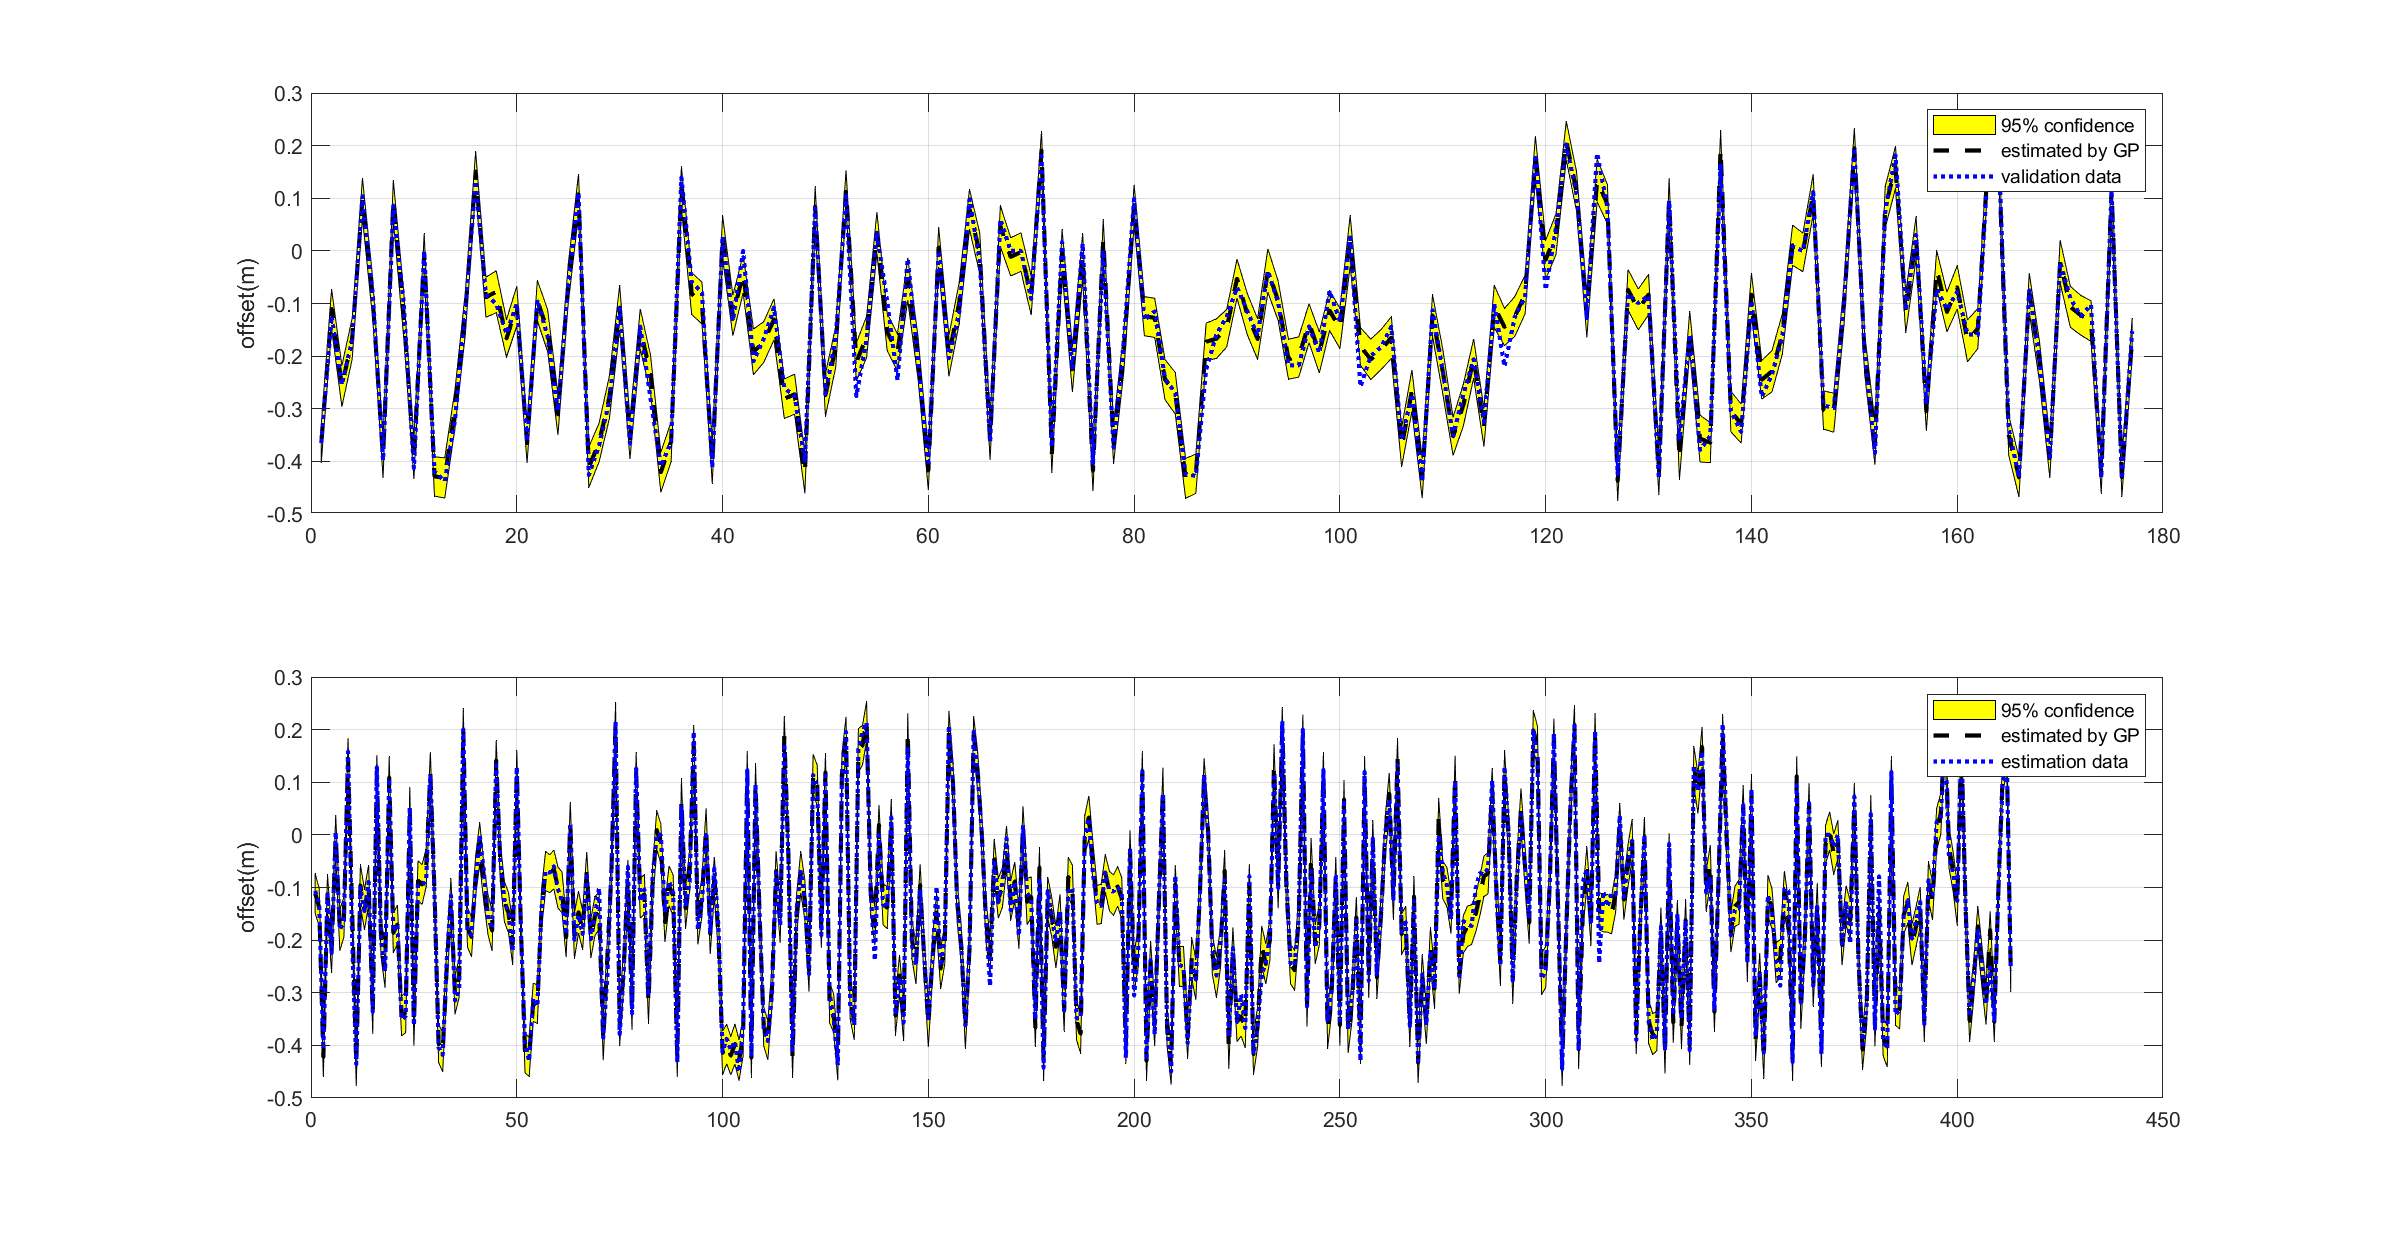 0.3
0.2
0.1
0
-0.1
-0.2
-0.3
-0.4
-0.5
offset(m)
0 20 40 60 80 100 120 140 160 180
95% confidence
estimated by GP
validation data
0.3
0.2
0.1
0
-0.1
-0.2
-0.3
-0.4
-0.5
offset(m)
0 50 100 150 200 250 300 350 400 450
95% confidence
estimated by GP
estimation data